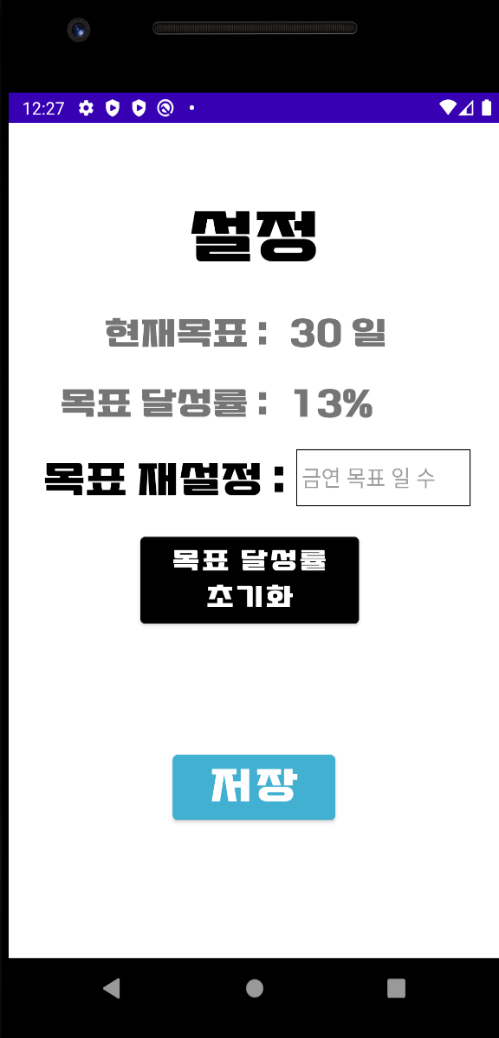 12:27
설정
현재목표 : 30 일
목표 달성률 : 13%
목표 재설정 : 금연 목표 일 수
목표 달성률
초기화
저장